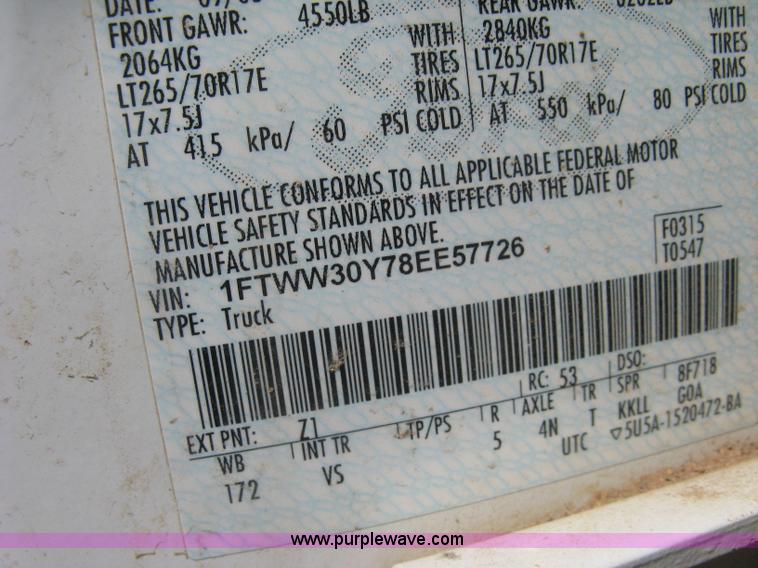 DATE:
FRONT GAWR: 4550LB REAR GAWR:
2064KG WITH 2840KG WITH
LT265/70R17E TIRES LT265/70R17E TIRES
17x7.5J RIMS 17x7.5J RIMS
AT 415 kPa/ 60 PSI COLD AT 550 kPa/ 80 PSI COLD
THIS VEHICLE CONFORMS TO ALL APPLICABLE FEDERAL MOTOR
VEHICLE SAFETY STANDARDS IN EFFECT ON THE DATE OF
MANUFACTURE SHOWN ABOVE.
F0315
T0547
VIN: 1FTWW30Y78EE57726
TYPE: Truck
EXT PNT: Z1 RC: 53 DSO:
WB INT TR TP/PS R AXLE TR SPR 8F718
172 VS 5 4N T KKLL GOA
UTC ▽5U5A-1520472-BA
www.purplewave.com